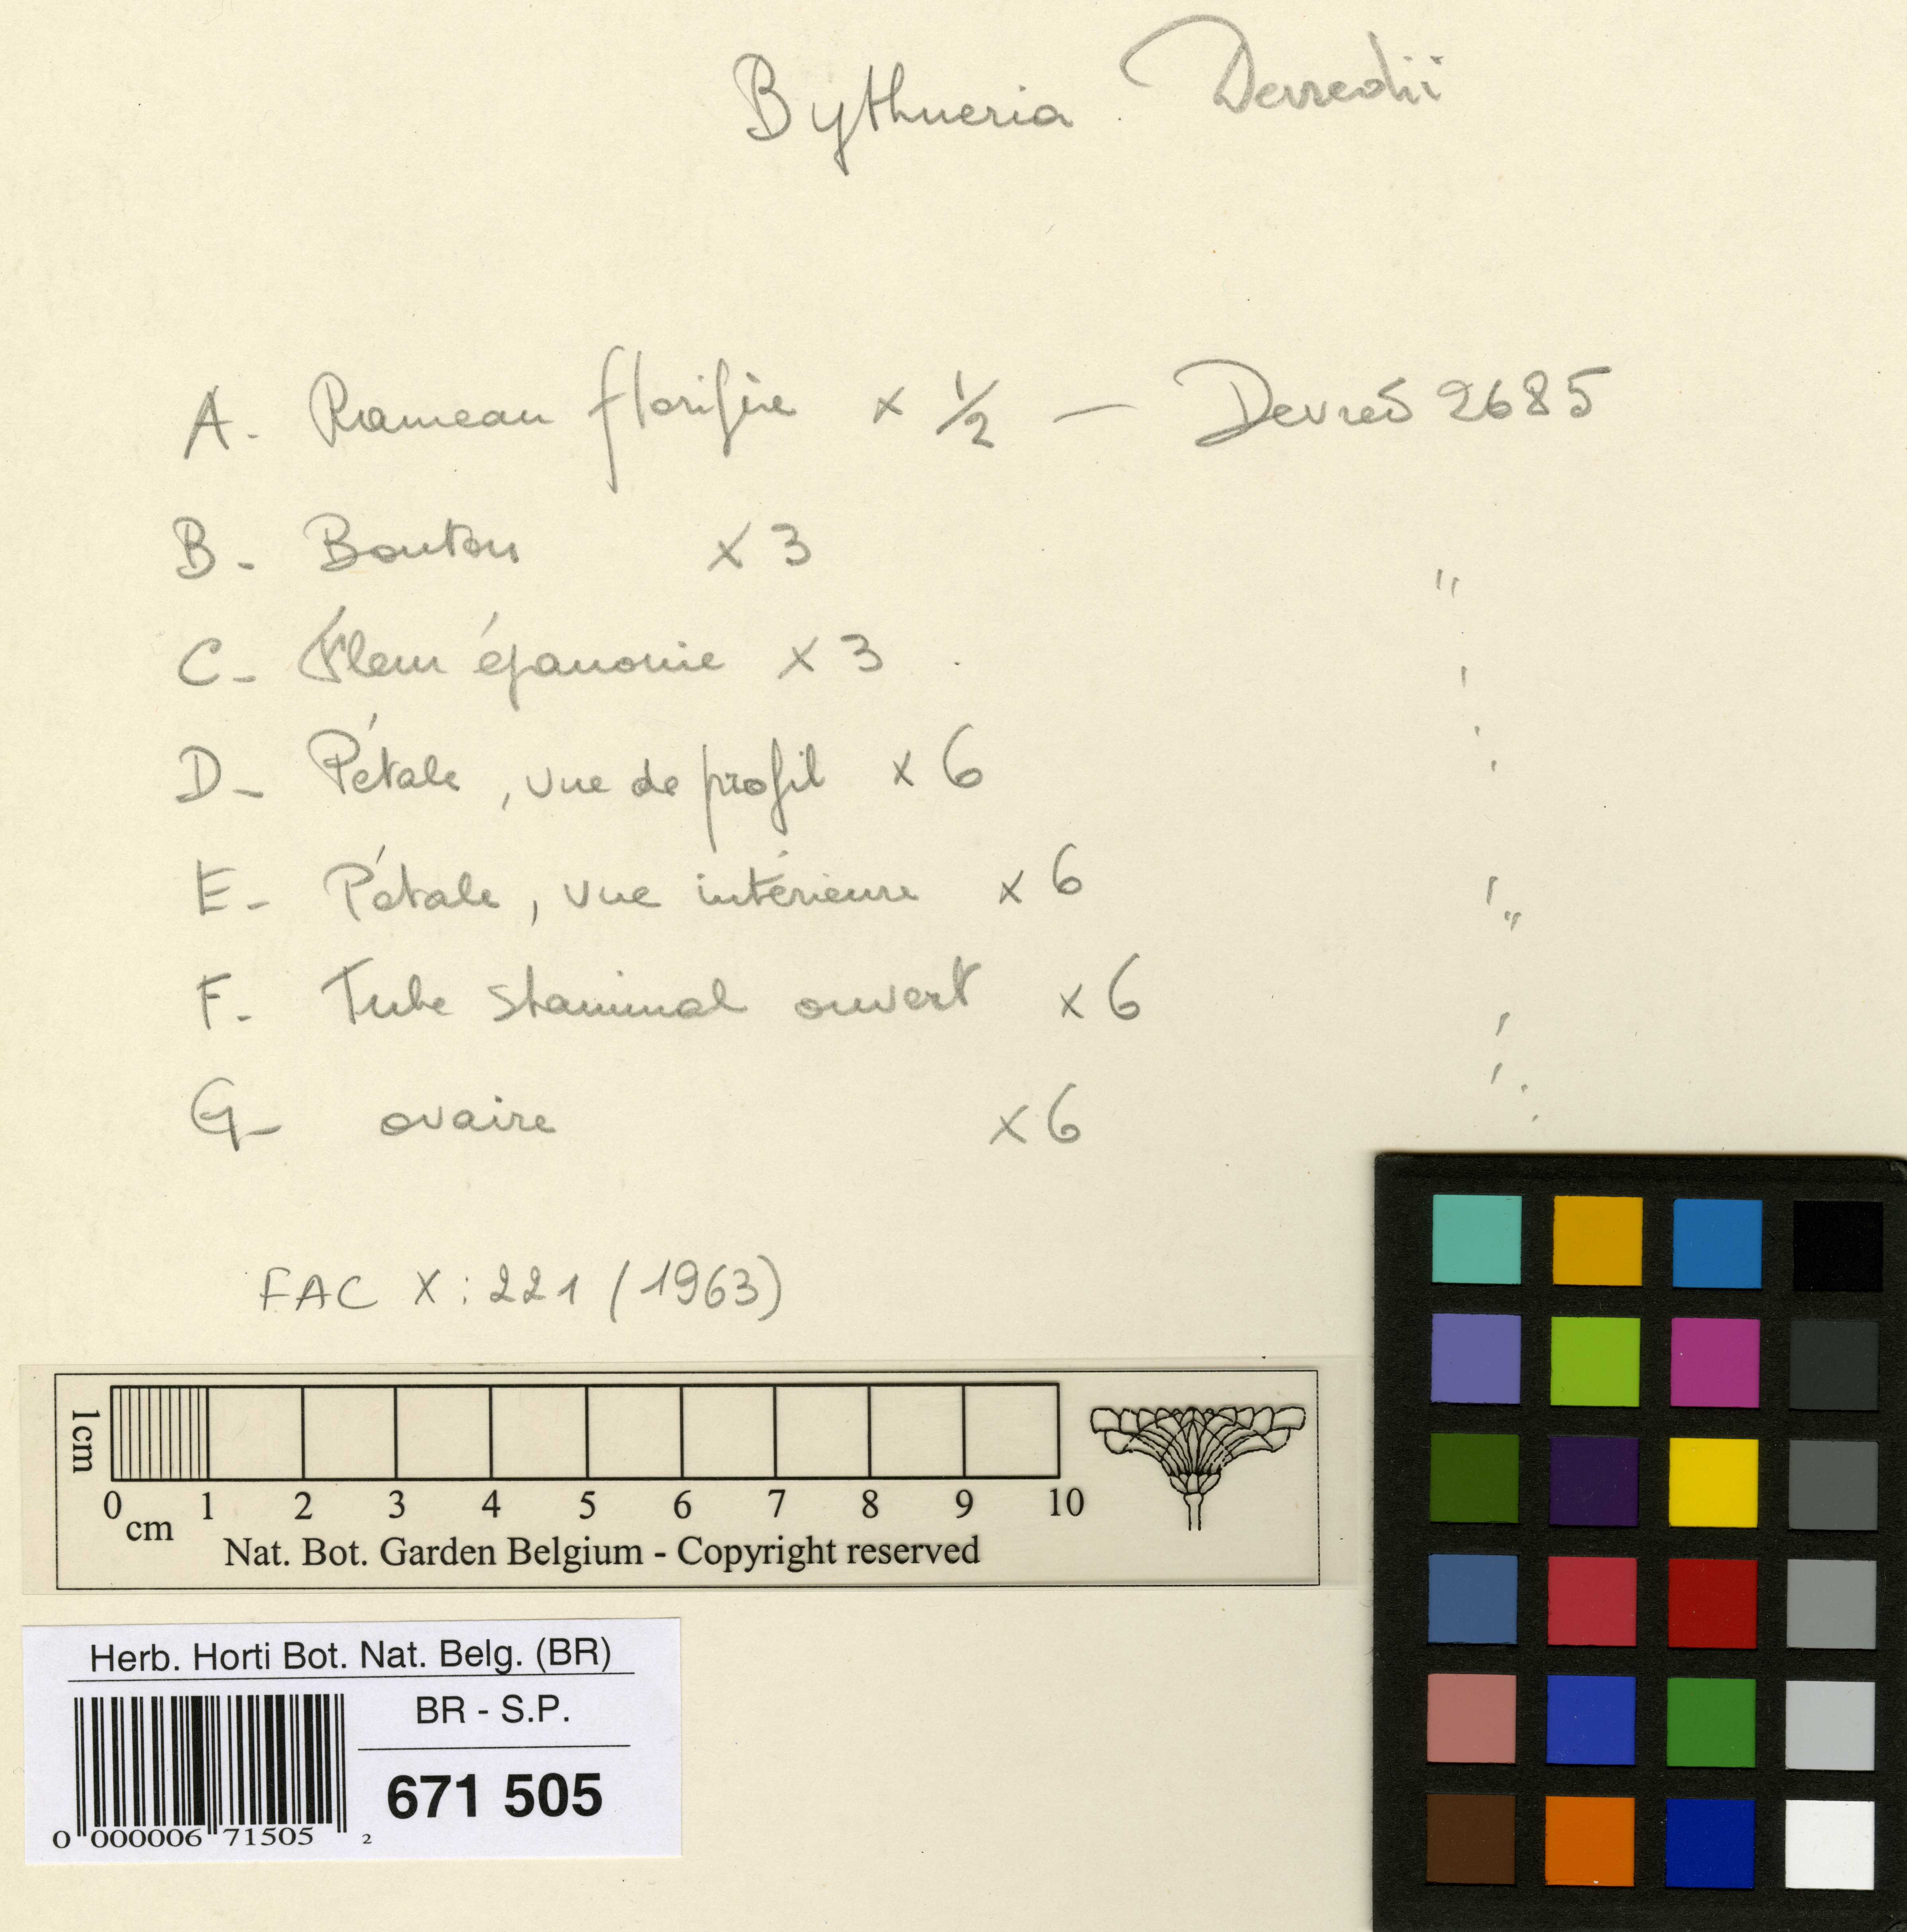 Bythneria Devredii
A. Rameau florifère x ½ — Devred 2685
B- Bouton x 3 "
C- Fleur épanouie x 3 '
D- Pétale, vue de profil x 6
E- Pétale, vue intérieure x 6 "
F. Tube staminal ouvert x 6 '
G- ovaire x 6
FAC X: 221 (1963)
1cm
0 1 2 3 4 5 6 7 8 9 10
cm
Nat. Bot. Garden Belgium - Copyright reserved
Herb. Horti Bot. Nat. Belg. (BR)
BR - S.P.
671 505
0 000006 71505 2